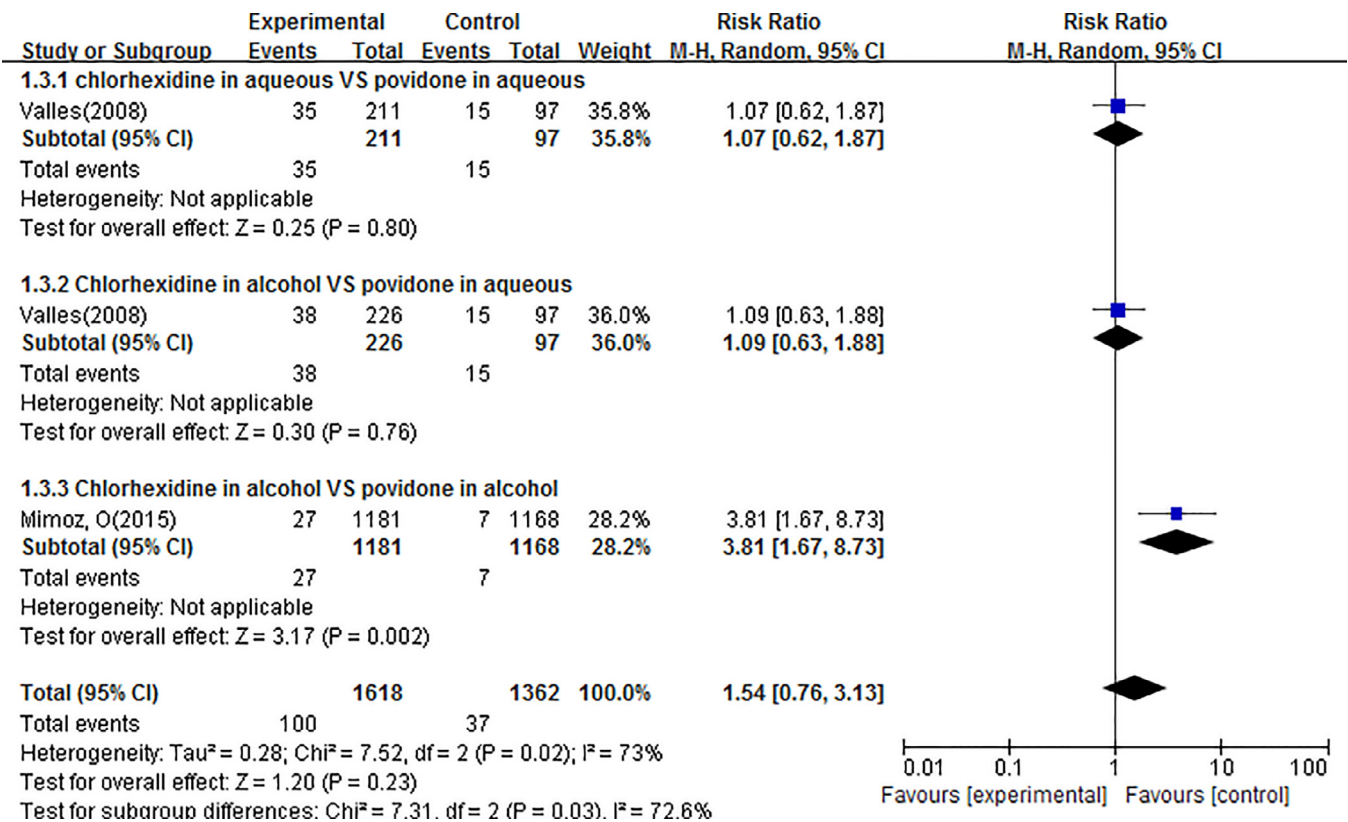 Experimental Control Risk Ratio Risk Ratio
Study or Subgroup Events Total Events Total Weight M-H, Random, 95% CI M-H, Random, 95% CI
1.3.1 chlorhexidine in aqueous VS povidone in aqueous
Valles(2008) 35 211 15 97 35.8% 1.07 [0.62, 1.87]
Subtotal (95% CI) 211 97 35.8% 1.07 [0.62, 1.87]
Total events 35 15
Heterogeneity: Not applicable
Test for overall effect: Z = 0.25 (P = 0.80)
1.3.2 Chlorhexidine in alcohol VS povidone in aqueous
Valles(2008) 38 226 15 97 36.0% 1.09 [0.63, 1.88]
Subtotal (95% CI) 226 97 36.0% 1.09 [0.63, 1.88]
Total events 38 15
Heterogeneity: Not applicable
Test for overall effect: Z = 0.30 (P = 0.76)
1.3.3 Chlorhexidine in alcohol VS povidone in alcohol
Mimoz, O(2015) 27 1181 7 1168 28.2% 3.81 [1.67, 8.73]
Subtotal (95% CI) 1181 1168 28.2% 3.81 [1.67, 8.73]
Total events 27 7
Heterogeneity: Not applicable
Test for overall effect: Z = 3.17 (P = 0.002)
Total (95% CI) 1618 1362 100.0% 1.54 [0.76, 3.13]
Total events 100 37
Heterogeneity: Tau² = 0.28; Chi² = 7.52, df = 2 (P = 0.02); I² = 73%
Test for overall effect: Z = 1.20 (P = 0.23)
Test for subgroup differences: Chi² = 7.31, df = 2 (P = 0.03), I² = 72.6%
0.01 0.1 1 10 100
Favours [experimental] Favours [control]